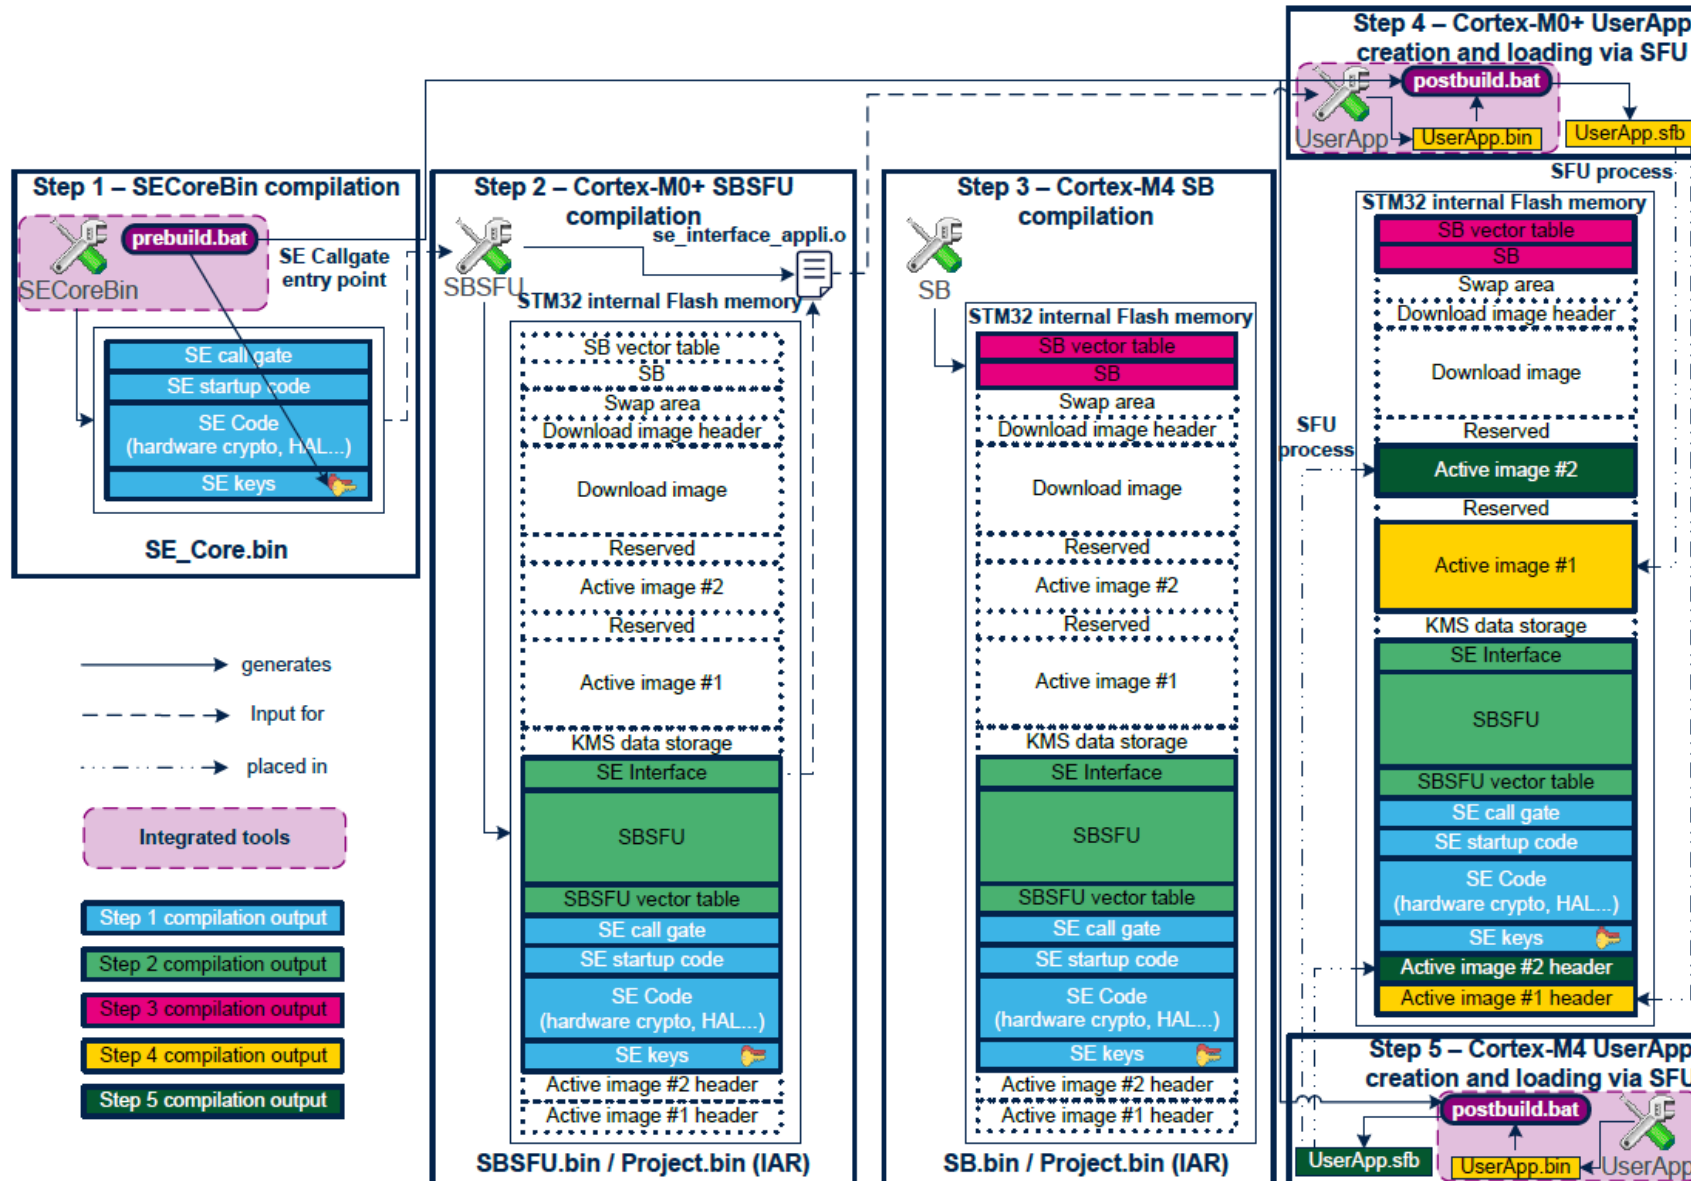 Step 1 – SECoreBin compilation
prebuild.bat
SECoreBin
SE Callgate
entry point
SE call gate
SE startup code
SE Code
(hardware crypto, HAL...)
SE keys
SE_Core.bin
generates
Input for
placed in
Integrated tools
Step 1 compilation output
Step 2 compilation output
Step 3 compilation output
Step 4 compilation output
Step 5 compilation output
Step 2 – Cortex-M0+ SBSFU
compilation
se_interface_appli.o
SBSFU
STM32 internal Flash memory
SB vector table
SB
Swap area
Download image header
Download image
Reserved
Active image #2
Reserved
Active image #1
KMS data storage
SE Interface
SBSFU
SBSFU vector table
SE call gate
SE startup code
SE Code
(hardware crypto, HAL...)
SE keys
Active image #2 header
Active image #1 header
SBSFU.bin / Project.bin (IAR)
Step 3 – Cortex-M4 SB
compilation
SB
STM32 internal Flash memory
SB vector table
SB
Swap area
Download image header
Download image
Reserved
Active image #2
Reserved
Active image #1
KMS data storage
SE Interface
SBSFU
SBSFU vector table
SE call gate
SE startup code
SE Code
(hardware crypto, HAL...)
SE keys
Active image #2 header
Active image #1 header
SB.bin / Project.bin (IAR)
Step 4 – Cortex-M0+ UserApp
creation and loading via SFU
postbuild.bat
UserApp
UserApp.bin
UserApp.sfb
SFU process
STM32 internal Flash memory
SB vector table
SB
Swap area
Download image header
Download image
Reserved
SFU
process
Active image #2
Reserved
Active image #1
KMS data storage
SE Interface
SBSFU
SBSFU vector table
SE call gate
SE startup code
SE Code
(hardware crypto, HAL...)
SE keys
Active image #2 header
Active image #1 header
Step 5 – Cortex-M4 UserApp
creation and loading via SFU
postbuild.bat
UserApp.sfb
UserApp.bin
UserApp